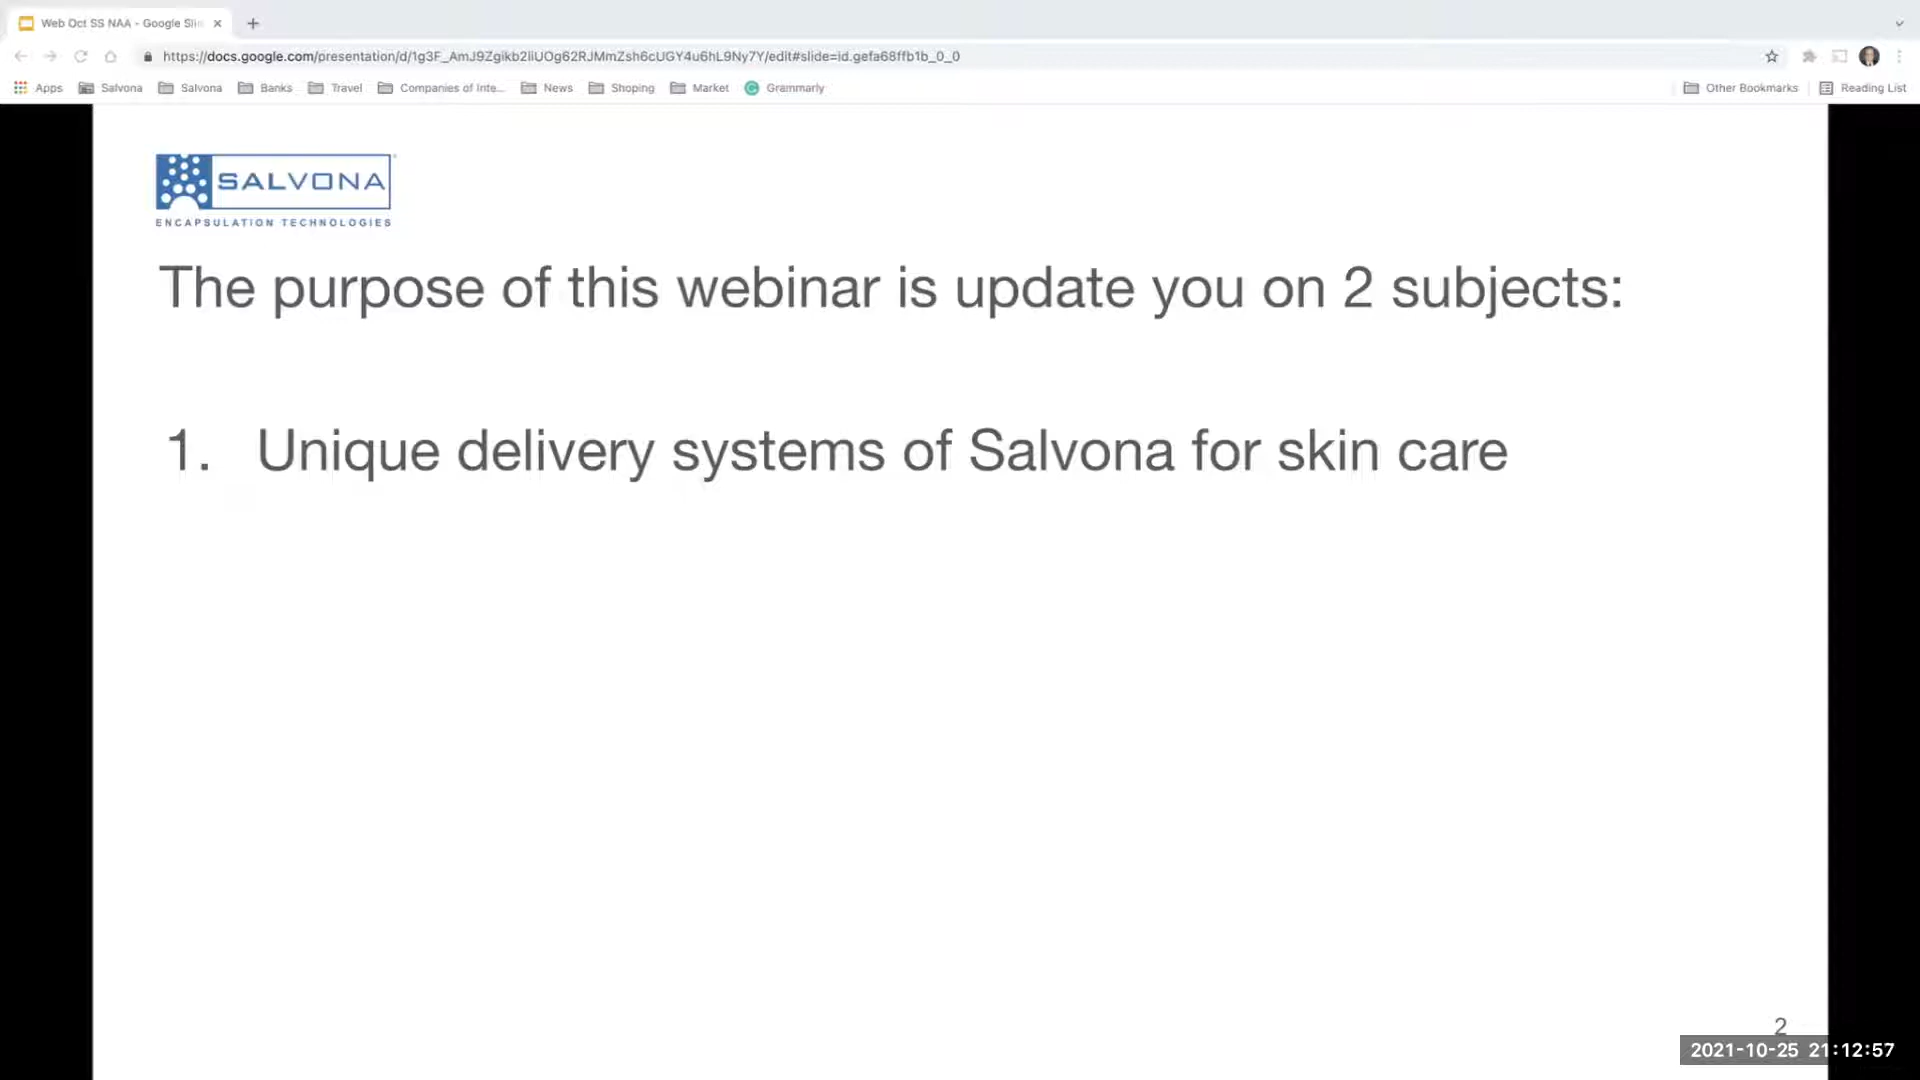 Web Oct SS NAA - Google Sli
https://docs.google.com/presentation/d/1g3F_AmJ9Zgikb2IiUOg62RJMmZsh6cUGY4u6hL9Ny7Y/edit#slide=id.gefa68ffb1b_0_0
Apps Salvona Salvona Banks Travel Companies of Inte... News Shoping Market Grammarly Other Bookmarks Reading List
SALVONA
ENCAPSULATION TECHNOLOGIES
The purpose of this webinar is update you on 2 subjects:
1. Unique delivery systems of Salvona for skin care
2
2021-10-25 21:12:57